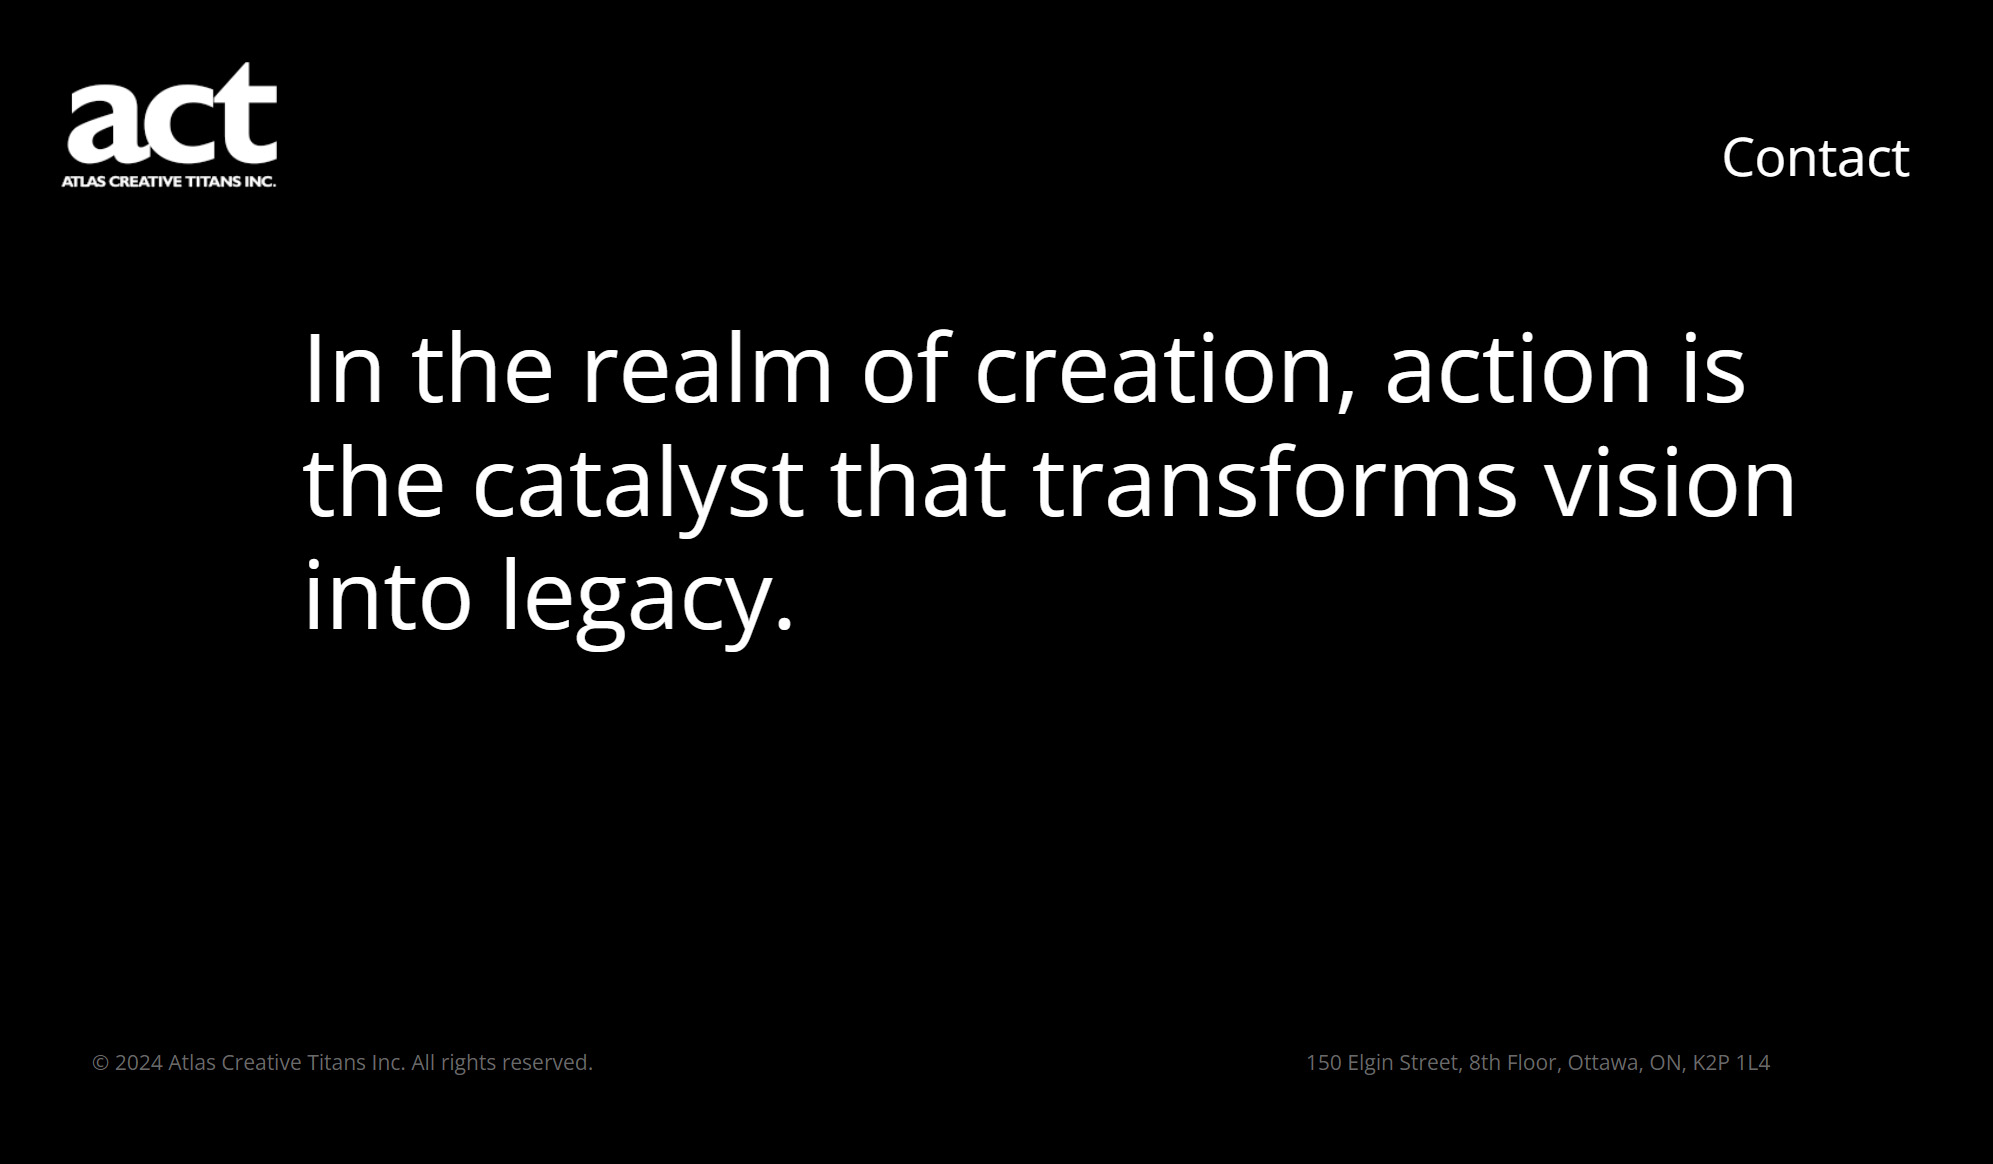 act
ATLAS CREATIVE TITANS INC.
Contact
In the realm of creation, action is
the catalyst that transforms vision
into legacy.
© 2024 Atlas Creative Titans Inc. All rights reserved.
150 Elgin Street, 8th Floor, Ottawa, ON, K2P 1L4